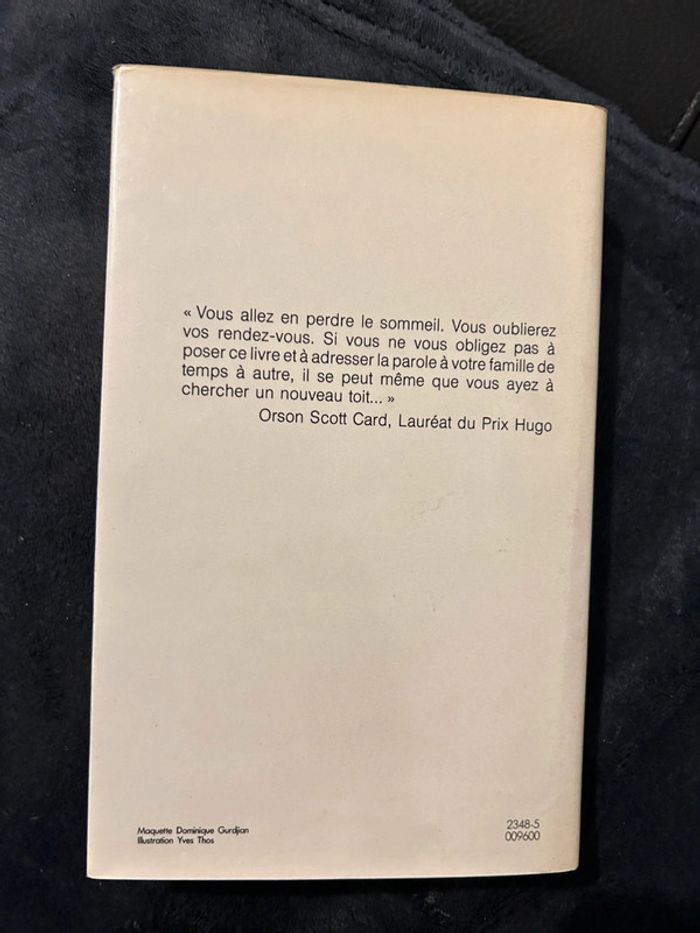 « Vous allez en perdre le sommeil. Vous oublierez
vos rendez-vous. Si vous ne vous obligez pas à
poser ce livre et à adresser la parole à votre famille de
temps à autre, il se peut même que vous ayez à
chercher un nouveau toit... »
Orson Scott Card, Lauréat du Prix Hugo
Maquette Dominique Gurdjian
Illustration Yves Thos
2348-5
009600